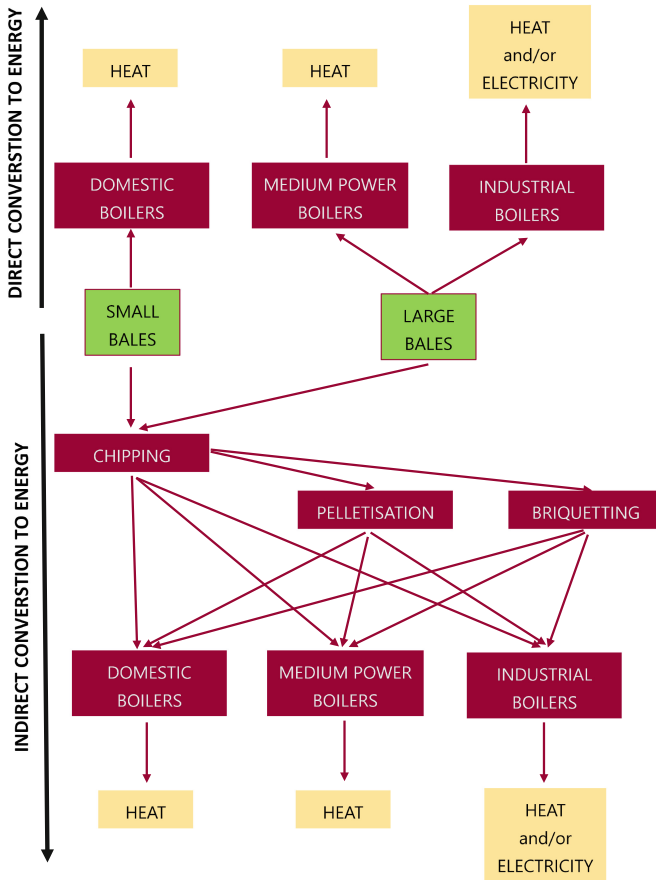 DIRECT CONVERSTION TO ENERGY
HEAT
HEAT
HEAT
and/or
ELECTRICITY
DOMESTIC
BOILERS
MEDIUM POWER
BOILERS
INDUSTRIAL
BOILERS
SMALL
BALES
LARGE
BALES
INDIRECT CONVERSTION TO ENERGY
CHIPPING
PELLETISATION
BRIQUETTING
DOMESTIC
BOILERS
MEDIUM POWER
BOILERS
INDUSTRIAL
BOILERS
HEAT
HEAT
HEAT
and/or
ELECTRICITY